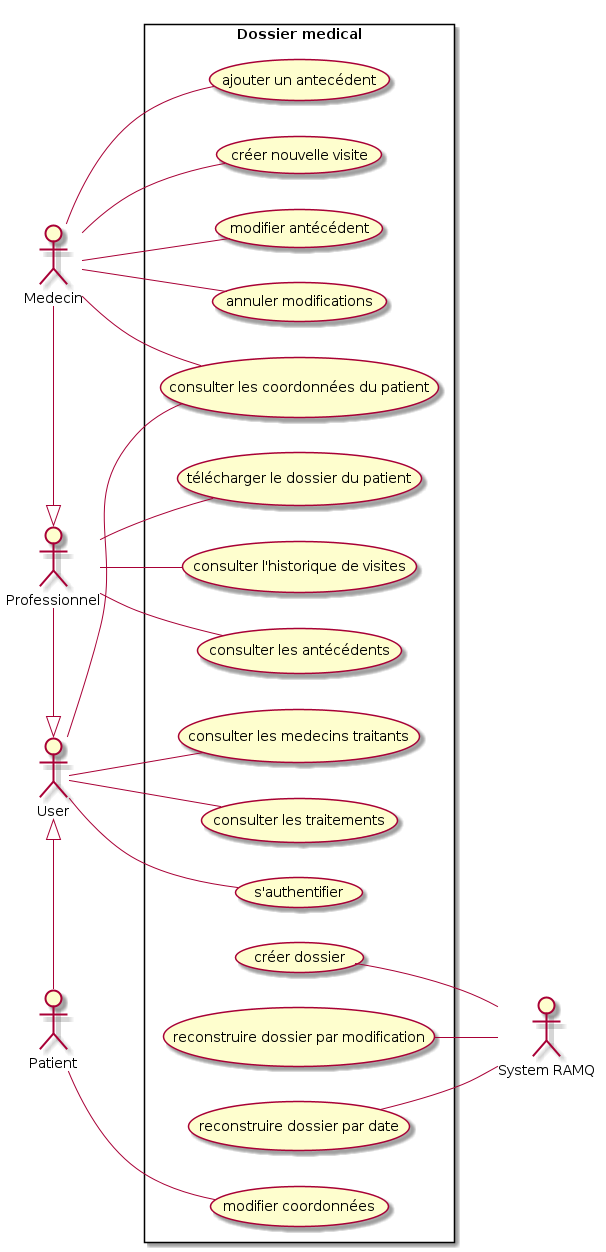 Dossier medical
ajouter un antecédent
créer nouvelle visite
modifier antécédent
annuler modifications
Medecin
consulter les coordonnées du patient
télécharger le dossier du patient
consulter l'historique de visites
Professionnel
consulter les antécédents
consulter les medecins traitants
User
consulter les traitements
s'authentifier
créer dossier
reconstruire dossier par modification
Patient
System RAMQ
reconstruire dossier par date
modifier coordonnées